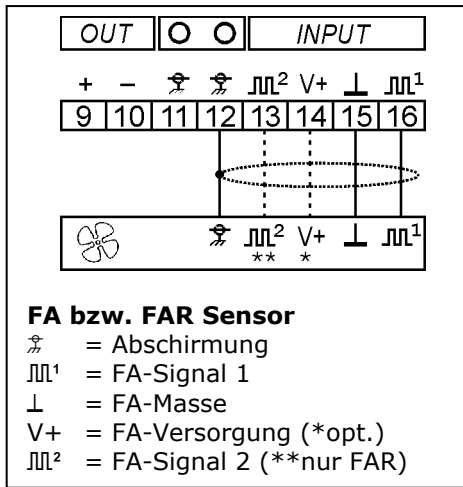 OUT INPUT
+ − ⎍⎍² V+ ⊥ ⎍⎍¹
9 10 11 12 13 14 15 16
⎍⎍² V+ ⊥ ⎍⎍¹
** *
FA bzw. FAR Sensor
= Abschirmung
⎍⎍¹ = FA-Signal 1
⊥ = FA-Masse
V+ = FA-Versorgung (*opt.)
⎍⎍² = FA-Signal 2 (**nur FAR)